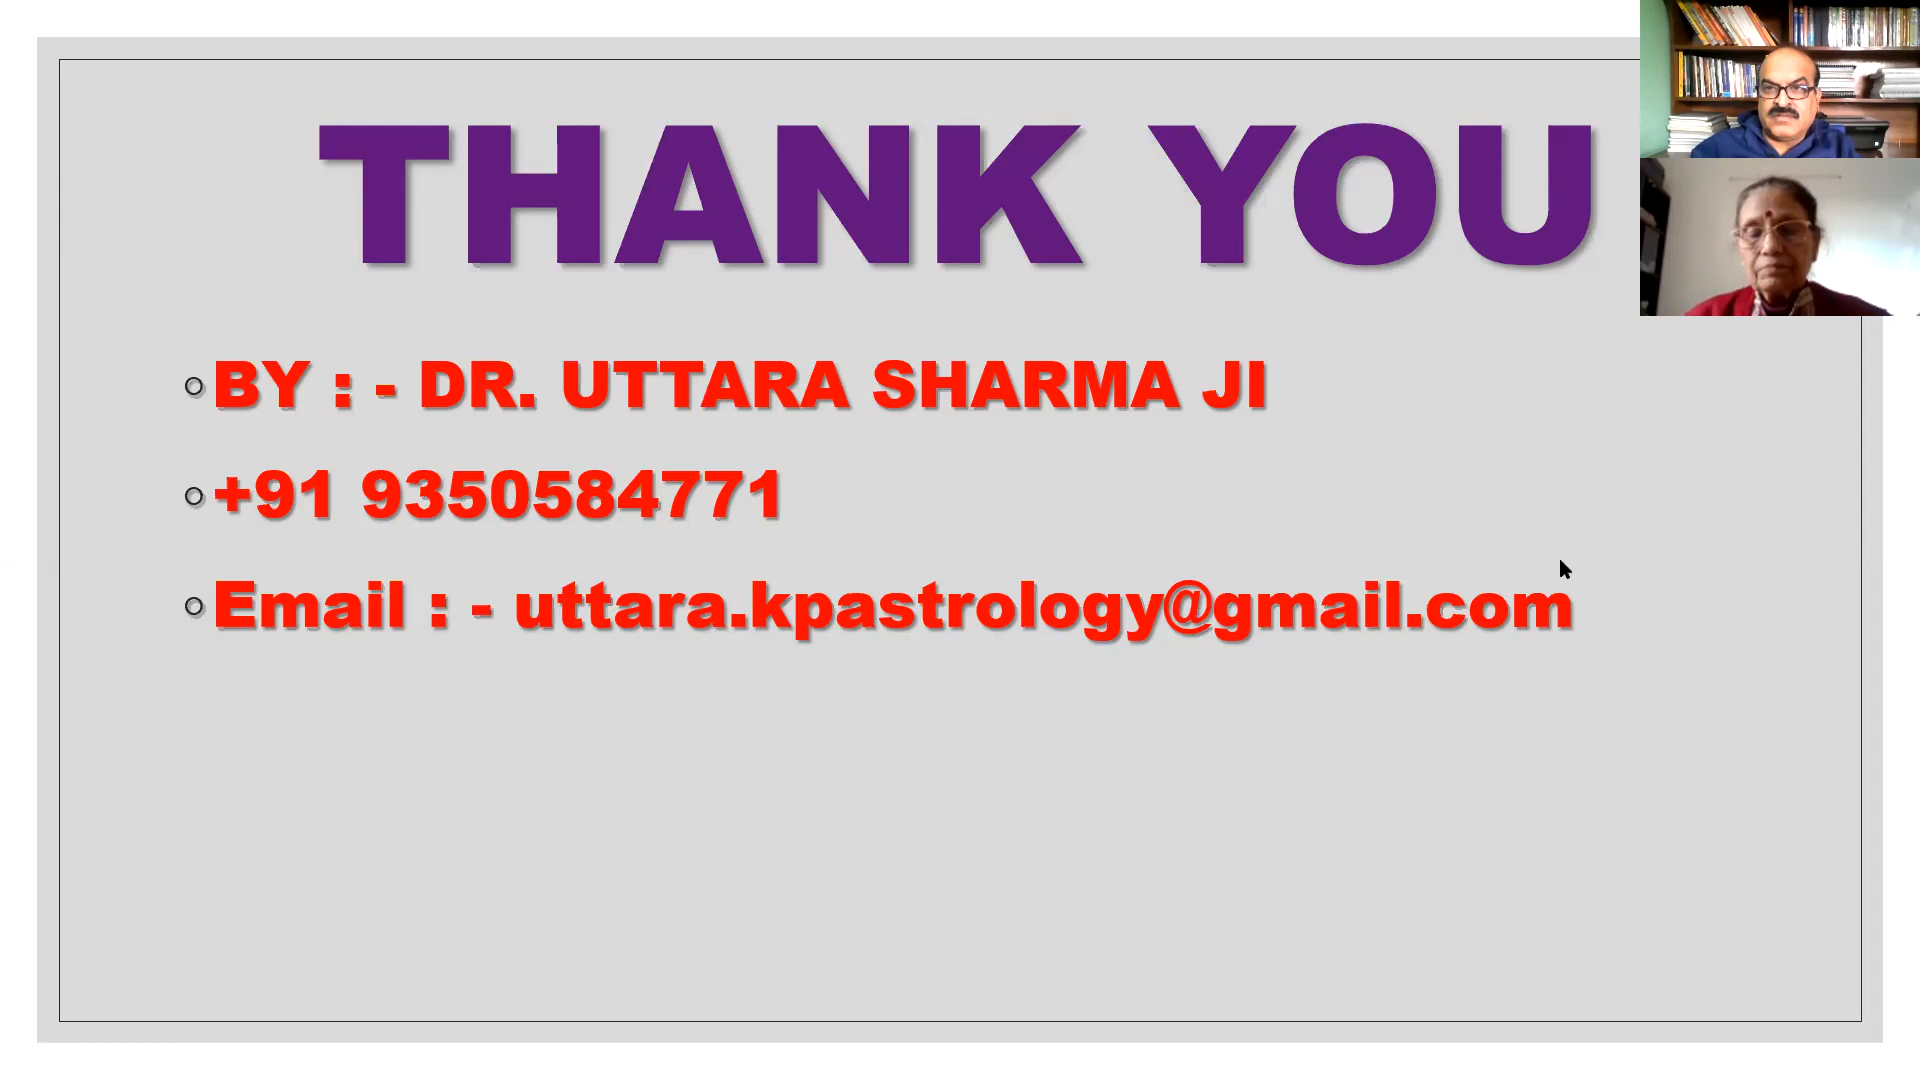 THANK YOU
BY : - DR. UTTARA SHARMA JI
+91 9350584771
Email : - uttara.kpastrology@gmail.com